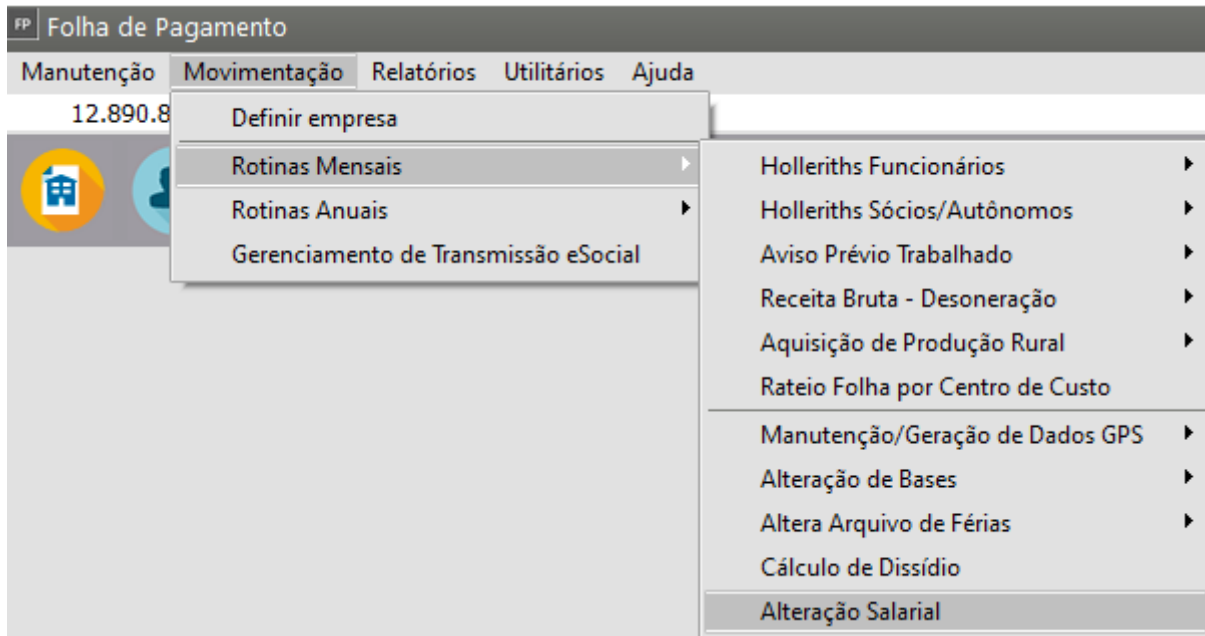 FP Folha de Pagamento
Manutenção Movimentação Relatórios Utilitários Ajuda
12.890.8
Definir empresa
Rotinas Mensais
Rotinas Anuais
Gerenciamento de Transmissão eSocial
Holleriths Funcionários
Holleriths Sócios/Autônomos
Aviso Prévio Trabalhado
Receita Bruta - Desoneração
Aquisição de Produção Rural
Rateio Folha por Centro de Custo
Manutenção/Geração de Dados GPS
Alteração de Bases
Altera Arquivo de Férias
Cálculo de Dissídio
Alteração Salarial